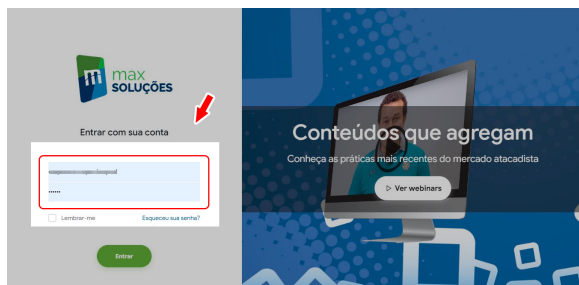 max
SOLUÇÕES
Entrar com sua conta
Lembrar-me
Esqueceu sua senha?
Entrar
Conteúdos que agregam
Conheça as práticas mais recentes do mercado atacadista
Ver webinars